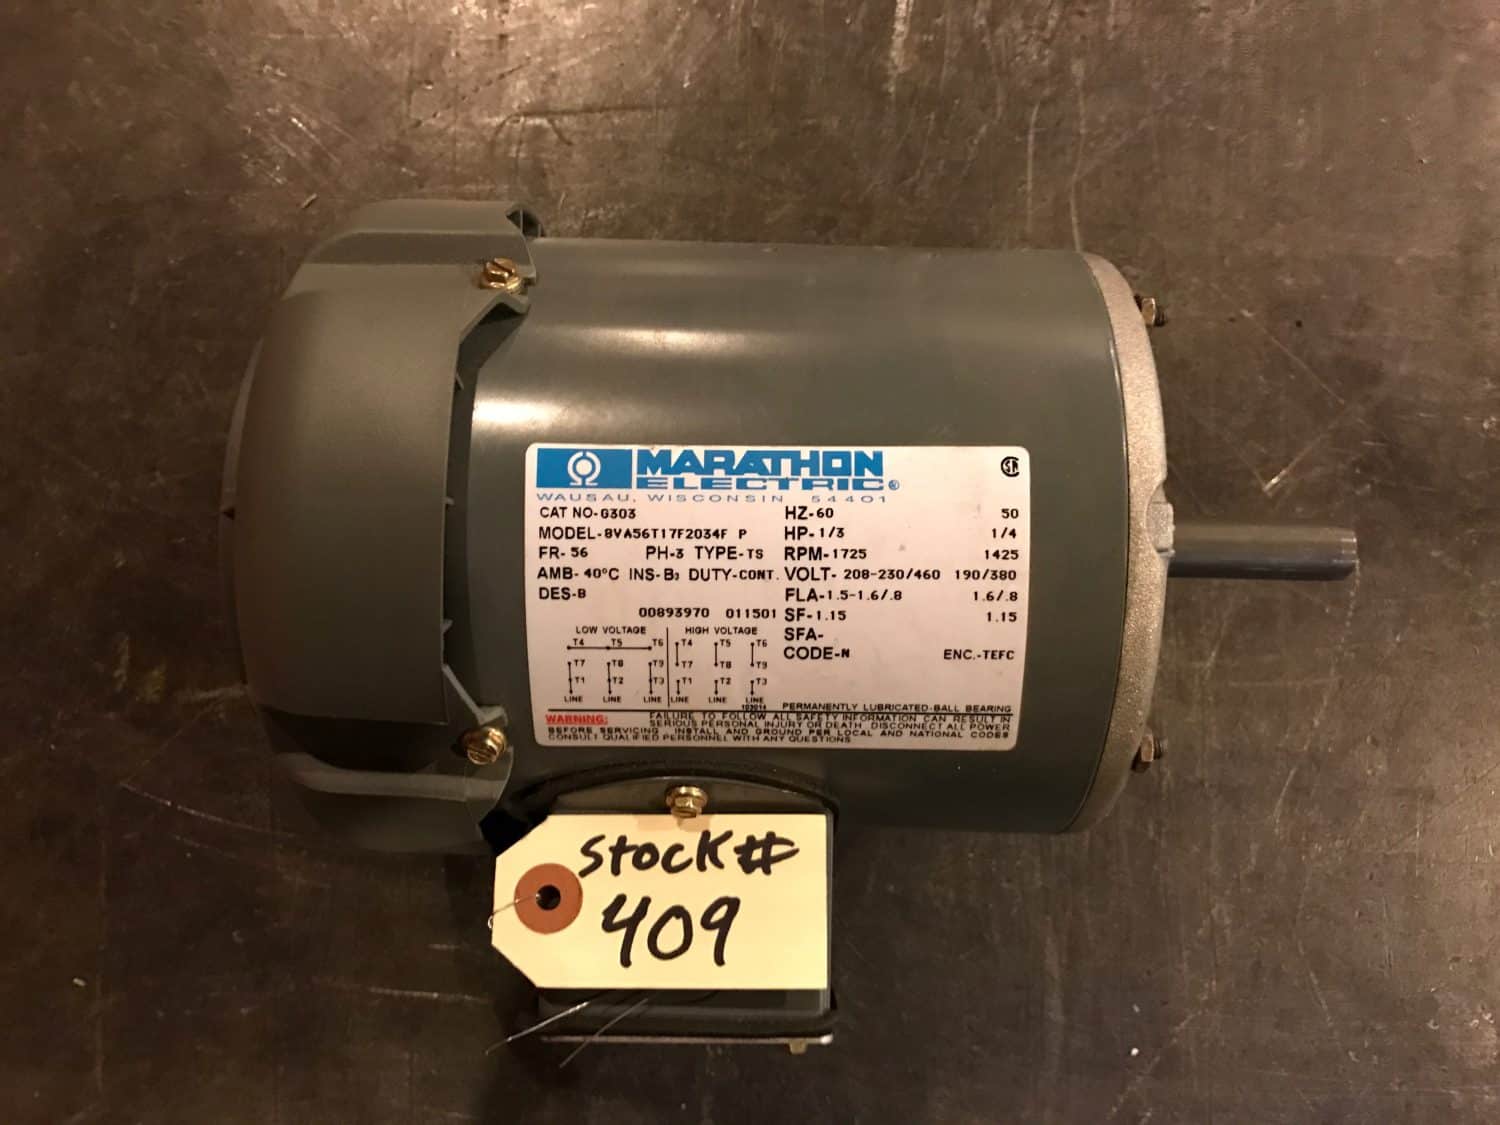 MARATHON
ELECTRIC®
WAUSAU, WISCONSIN 54401
CAT NO-G303
MODEL-8VA56T17F2034F P
FR-56 PH-3 TYPE-TS
AMB-40°C INS-B3 DUTY-CONT.
DES-B
00893970 011501
HZ-60 50
HP-1/3 1/4
RPM-1725 1425
VOLT-208-230/460 190/380
FLA-1.5-1.6/.8 1.6/.8
SF-1.15 1.15
SFA-
CODE-N ENC.-TEFC
LOW VOLTAGE HIGH VOLTAGE
T4 T5 T6 T4 T5 T6
T7 T8 T9 T7 T8 T9
T1 T2 T3 T1 T2 T3
LINE LINE LINE LINE LINE LINE
103014
PERMANENTLY LUBRICATED-BALL BEARING
WARNING: FAILURE TO FOLLOW ALL SAFETY INFORMATION CAN RESULT IN
SERIOUS PERSONAL INJURY OR DEATH DISCONNECT ALL POWER
BEFORE SERVICING. INSTALL AND GROUND PER LOCAL AND NATIONAL CODES
CONSULT QUALIFIED PERSONNEL WITH ANY QUESTIONS
Stock#
409